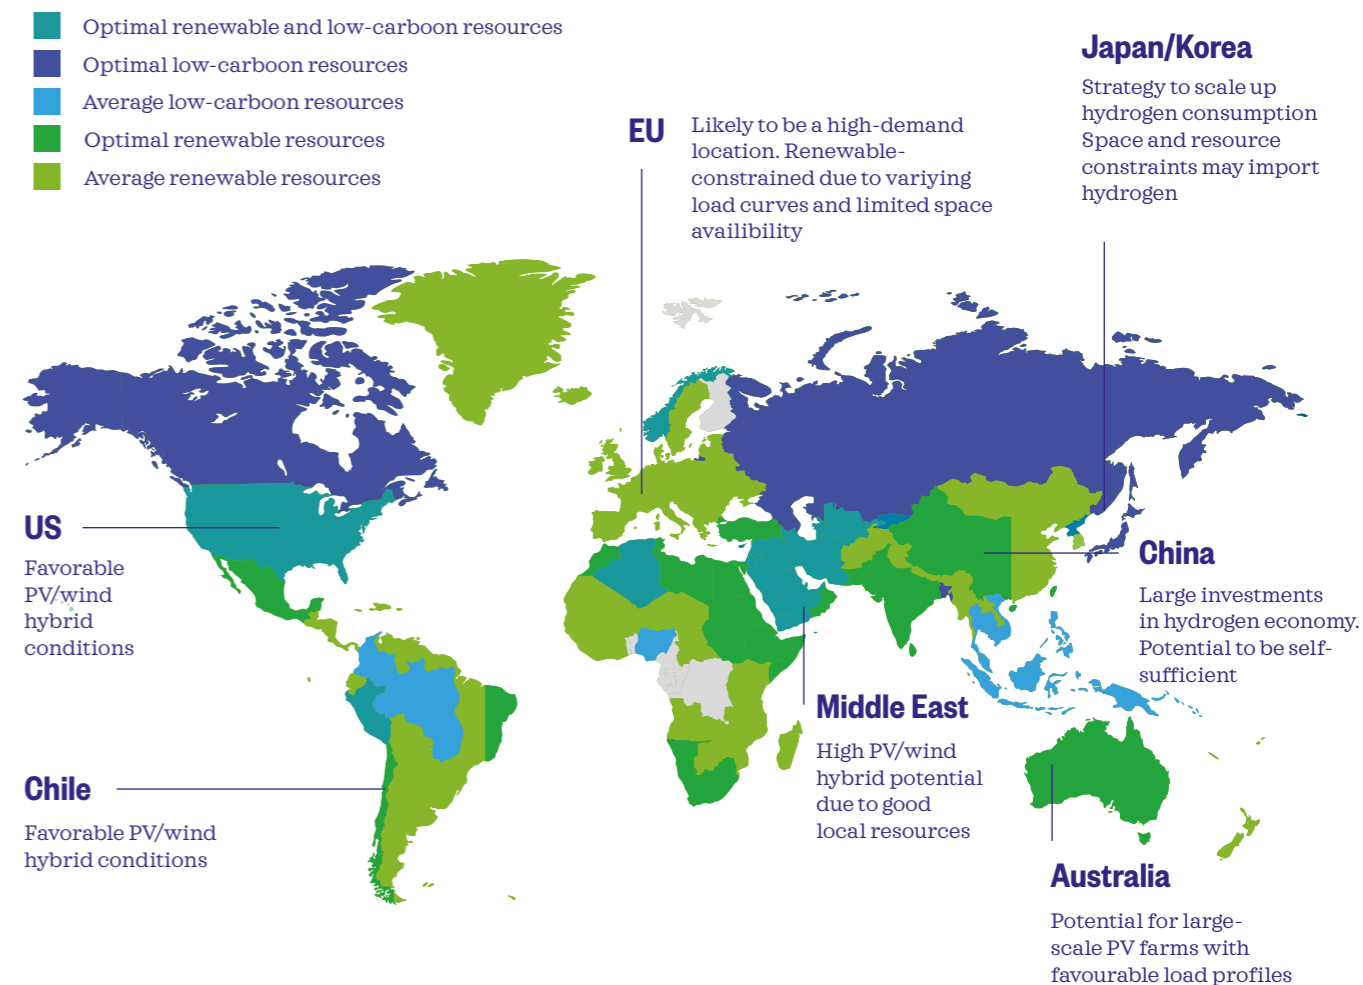 Optimal renewable and low-carboon resources
Optimal low-carboon resources
Average low-carboon resources
Optimal renewable resources
Average renewable resources
EU
Likely to be a high-demand
location. Renewable-
constrained due to variying
load curves and limited space
availibility
Japan/Korea
Strategy to scale up
hydrogen consumption
Space and resource
constraints may import
hydrogen
US
Favorable
PV/wind
hybrid
conditions
China
Large investments
in hydrogen economy.
Potential to be self-
sufficient
Middle East
High PV/wind
hybrid potential
due to good
local resources
Chile
Favorable PV/wind
hybrid conditions
Australia
Potential for large-
scale PV farms with
favourable load profiles